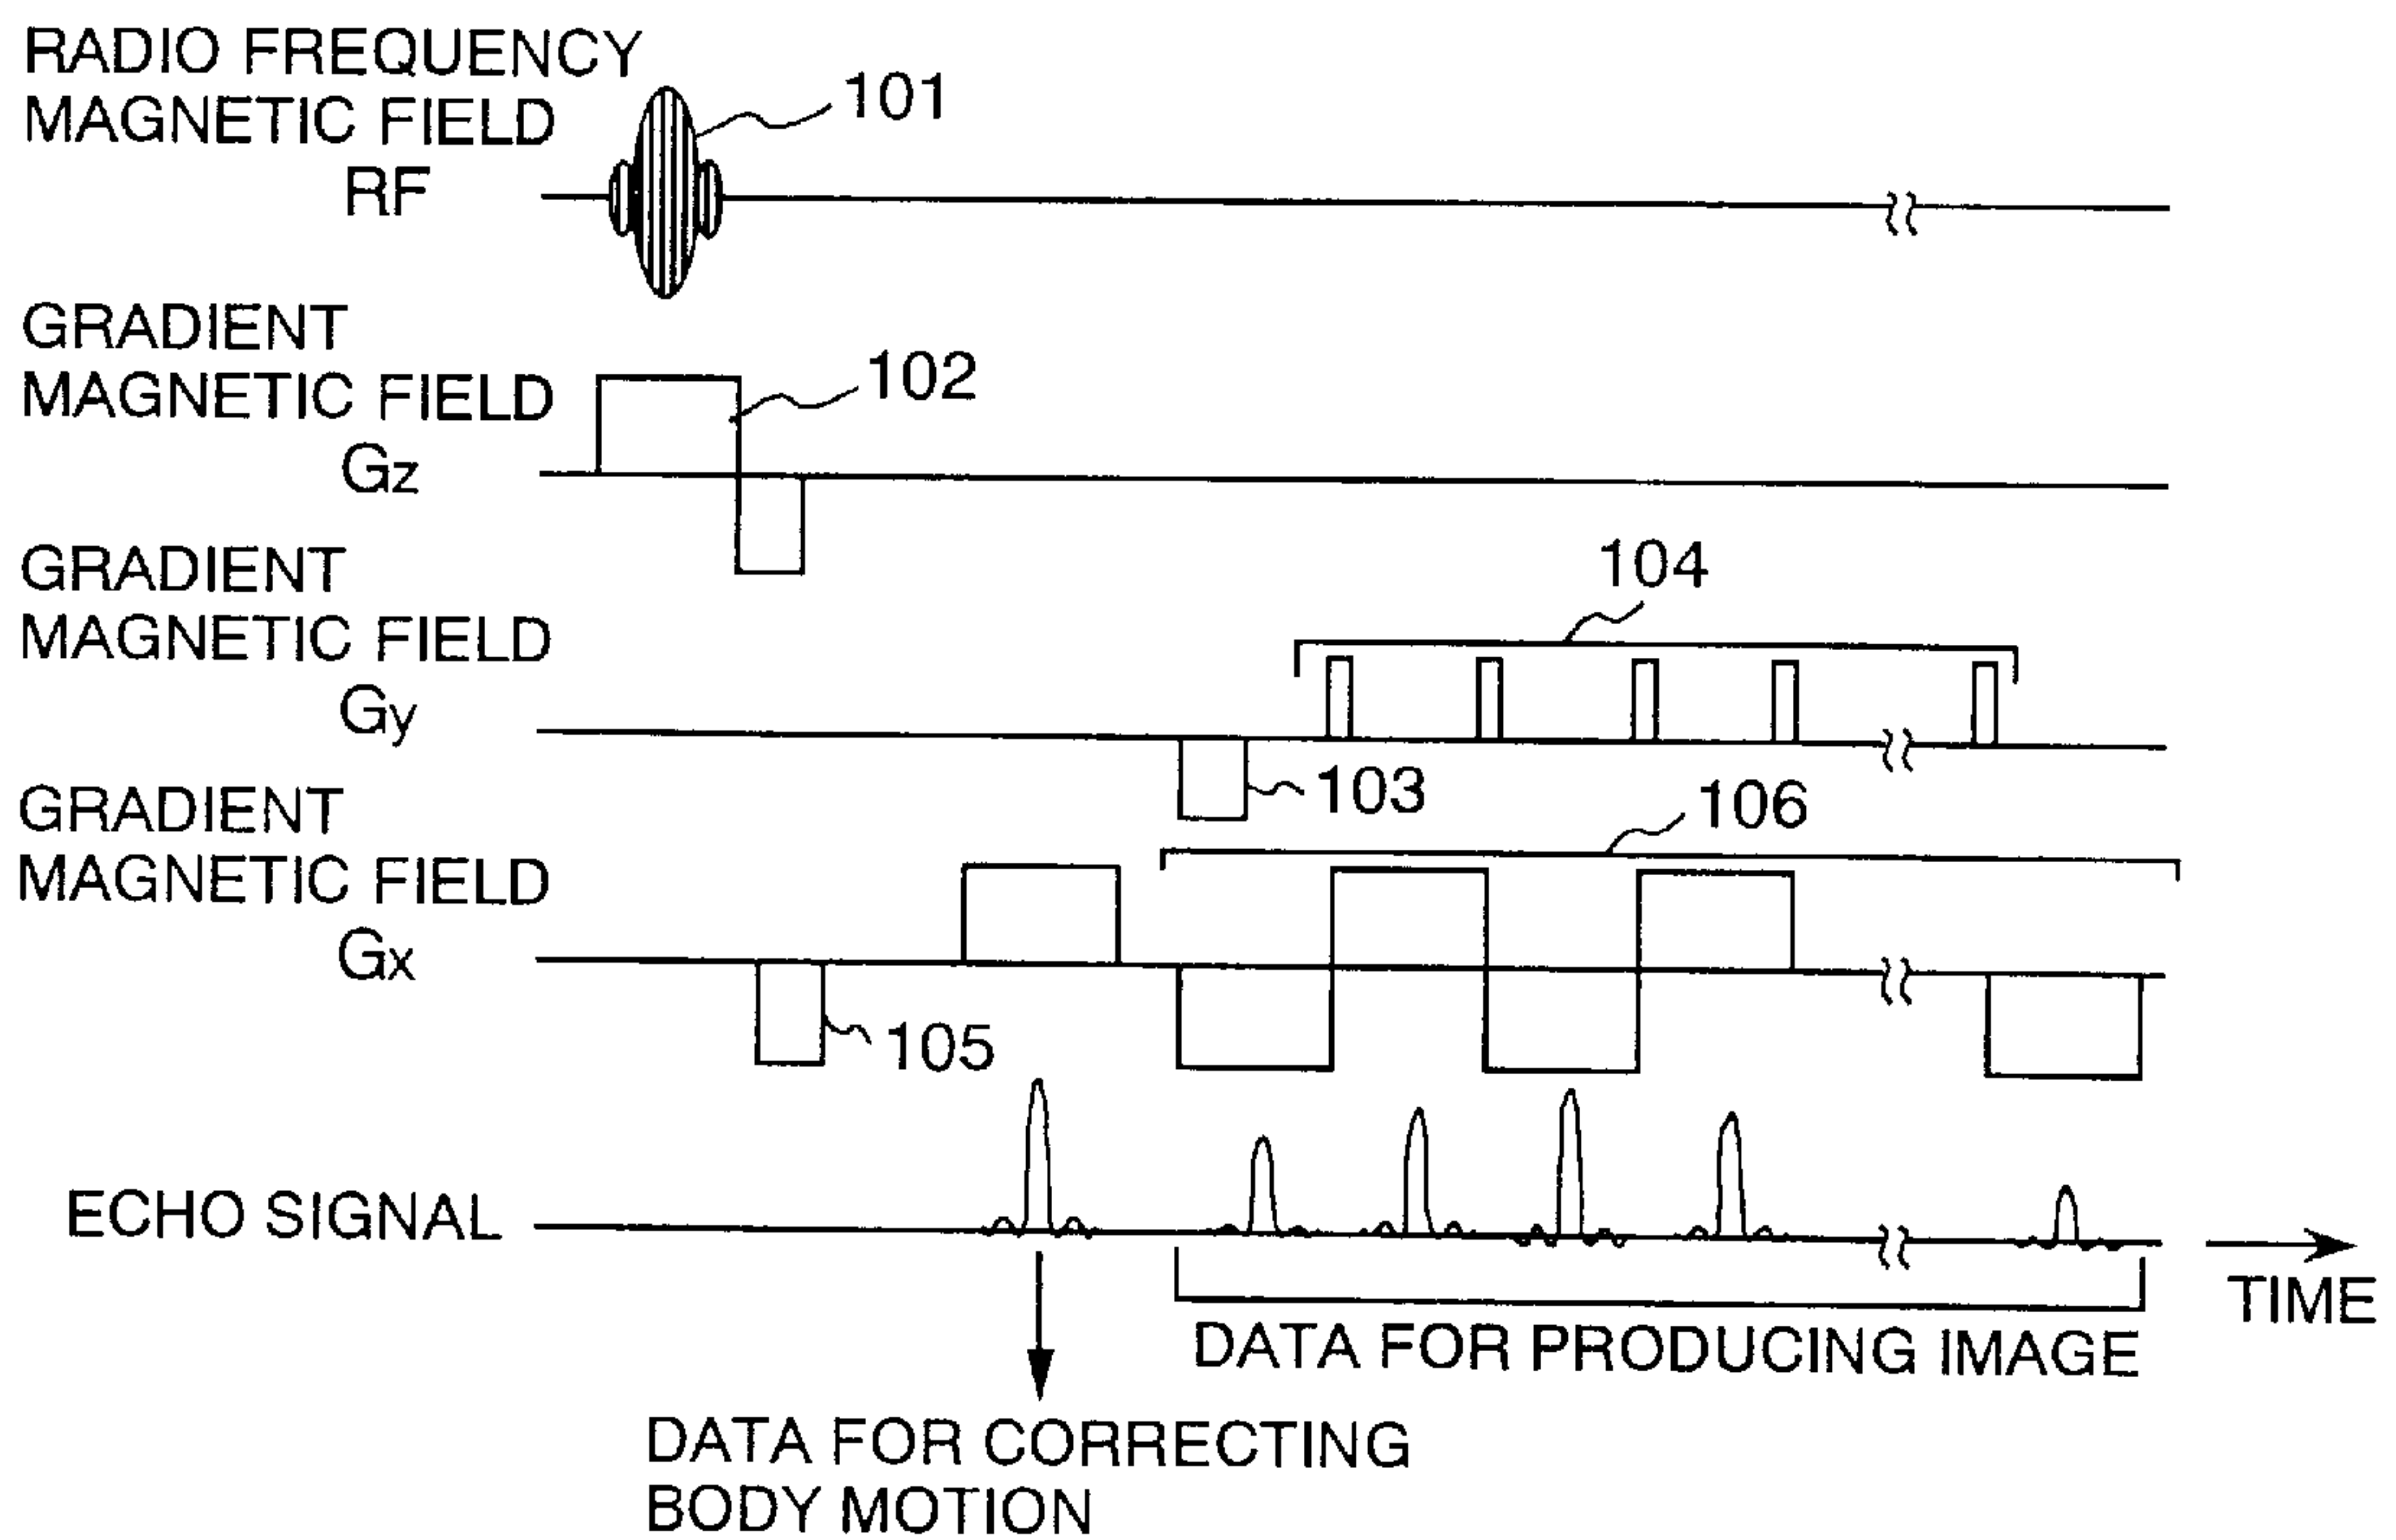 RADIO FREQUENCY
MAGNETIC FIELD
RF
101
GRADIENT
MAGNETIC FIELD
Gz
102
GRADIENT
MAGNETIC FIELD
Gy
104
103
GRADIENT
MAGNETIC FIELD
Gx
106
105
ECHO SIGNAL
TIME
DATA FOR PRODUCING IMAGE
DATA FOR CORRECTING
BODY MOTION